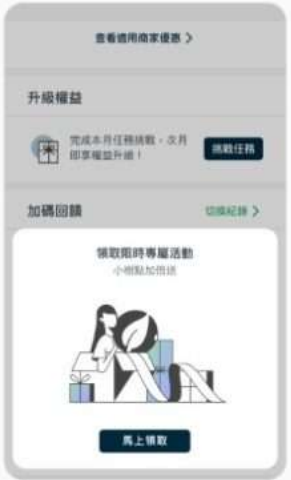 查看適用商家優惠 >
升級權益
完成本月任務挑戰，次月
即享權益升級！
挑戰任務
加碼回饋
切換紀錄 >
領取限時專屬活動
小樹點加倍送
馬上領取